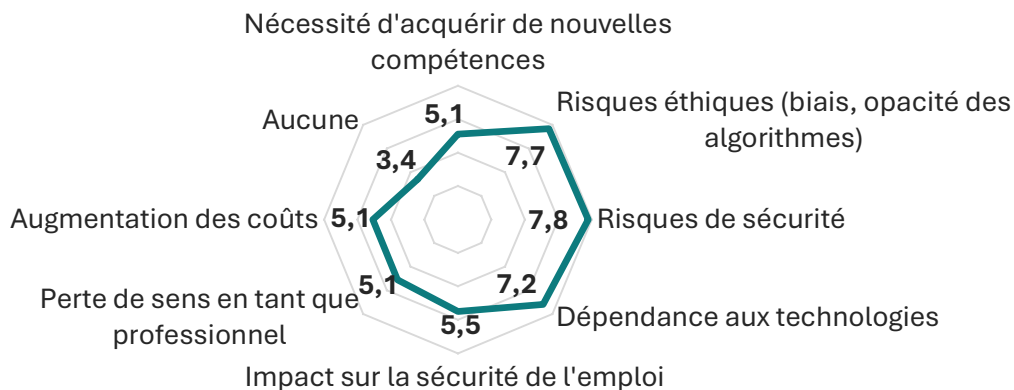 Nécessité d'acquérir de nouvelles
compétences
5,1
Risques éthiques (biais, opacité des
algorithmes)
7,7
Risques de sécurité
7,8
Dépendance aux technologies
7,2
Impact sur la sécurité de l'emploi
5,5
Perte de sens en tant que
professionnel
5,1
Augmentation des coûts
5,1
Aucune
3,4